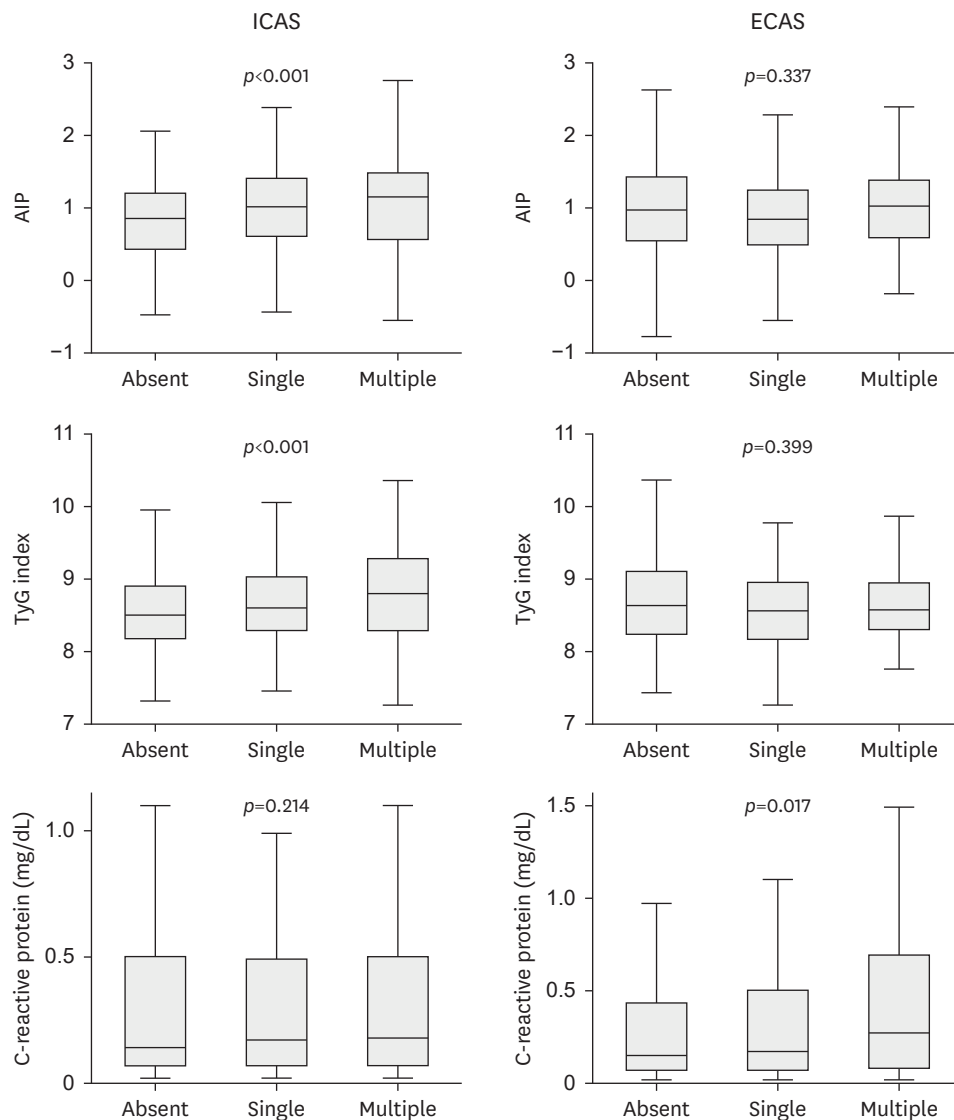 ICAS
ECAS
AIP
3
2
1
0
−1
p<0.001
Absent Single Multiple
AIP
3
2
1
0
−1
p=0.337
Absent Single Multiple
TyG index
11
10
9
8
7
p<0.001
Absent Single Multiple
TyG index
11
10
9
8
7
p=0.399
Absent Single Multiple
C-reactive protein (mg/dL)
1.0
0.5
0
p=0.214
Absent Single Multiple
C-reactive protein (mg/dL)
1.5
1.0
0.5
0
p=0.017
Absent Single Multiple